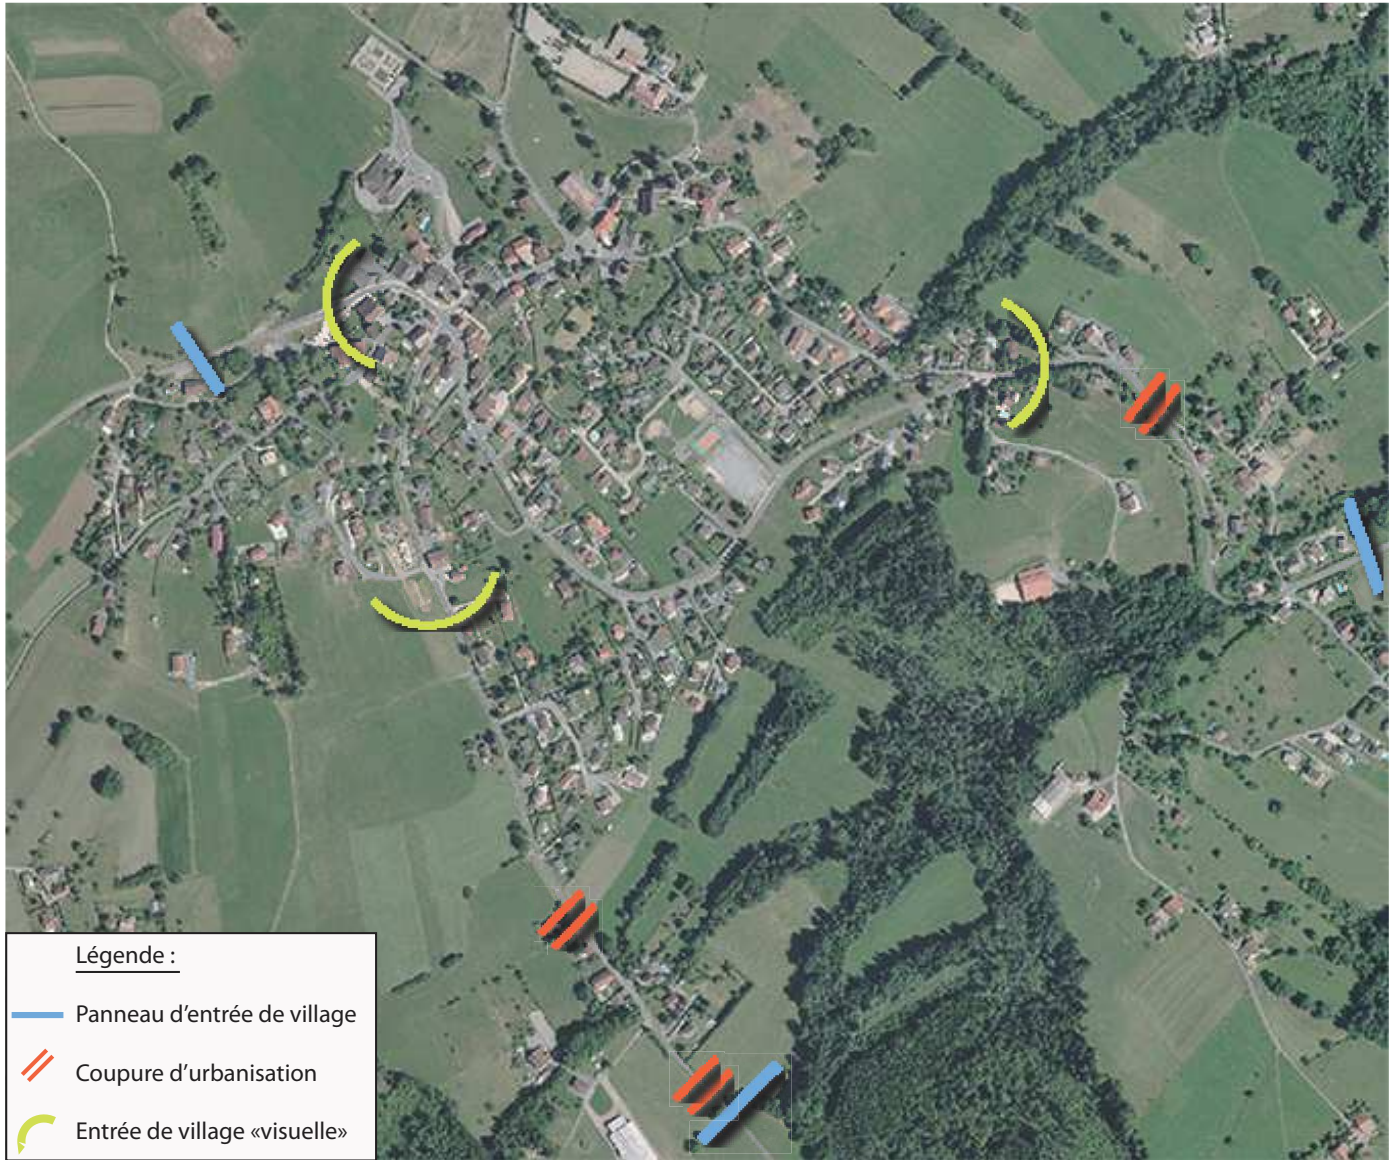 Légende :
Panneau d'entrée de village
Coupure d'urbanisation
Entrée de village «visuelle»